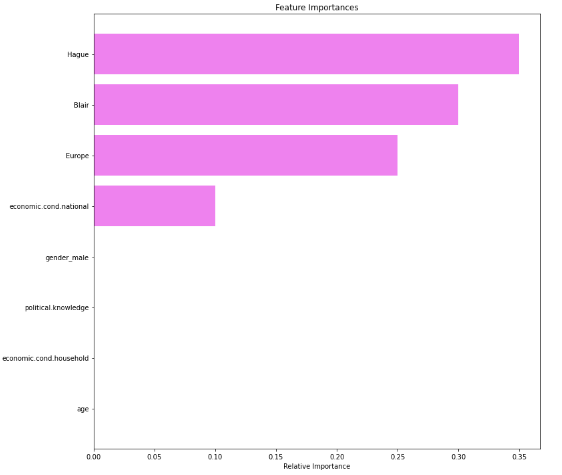 Feature Importances
Hague
Blair
Europe
economic.cond.national
gender_male
political.knowledge
economic.cond.household
age
0.00 0.05 0.10 0.15 0.20 0.25 0.30 0.35
Relative Importance